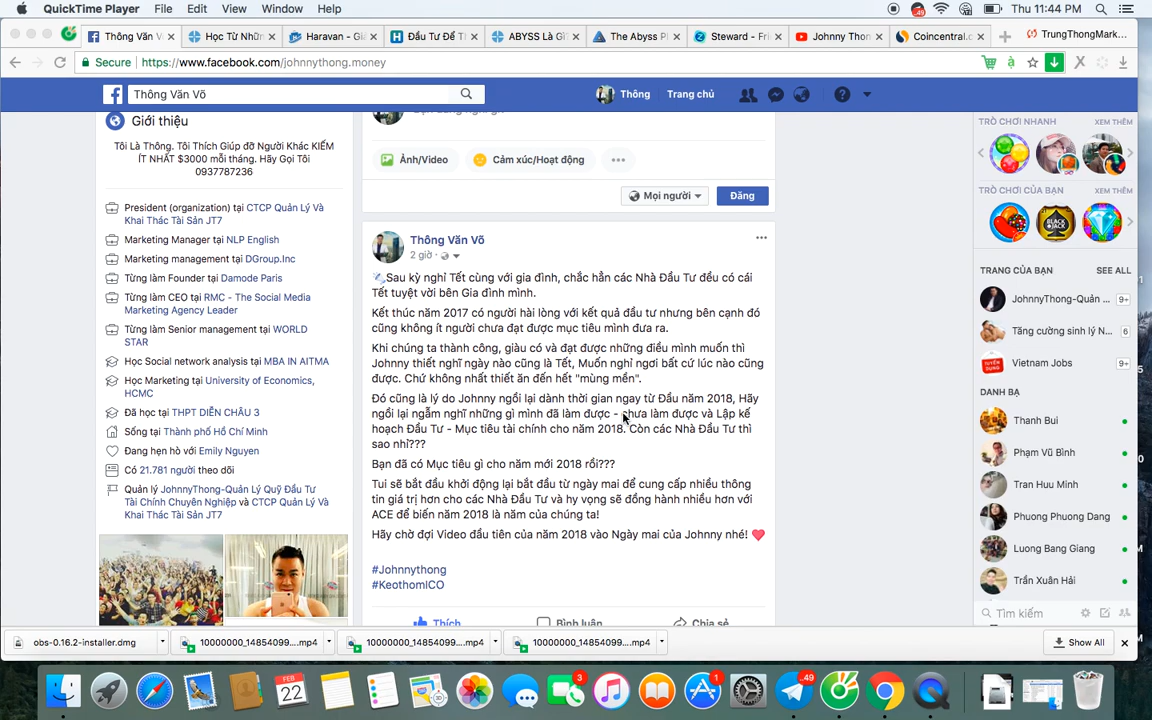 QuickTime Player File Edit View Window Help
49 Thu 11:44 PM
Thông Văn V
Học Từ Nhữn
Haravan - Giả
Đầu Tư Để T
ABYSS Là Gì
The Abyss P
Steward - Fri
Johnny Thon
Coincentral.c
TrungThongMark...
Secure https://www.facebook.com/johnnythong.money
Thông Văn Võ
Thông Trang chủ
Giới thiệu
Tôi Là Thông. Tôi Thích Giúp đỡ Người Khác KIẾM
ÍT NHẤT $3000 mỗi tháng. Hãy Gọi Tôi
0937787236
President (organization) tại CTCP Quản Lý Và
Khai Thác Tài Sản JT7
Marketing Manager tại NLP English
Marketing management tại DGroup.Inc
Từng làm Founder tại Damode Paris
Từng làm CEO tại RMC - The Social Media
Marketing Agency Leader
Từng làm Senior management tại WORLD
STAR
Học Social network analysis tại MBA IN AITMA
Học Marketing tại University of Economics,
HCMC
Đã học tại THPT DIỄN CHÂU 3
Sống tại Thành phố Hồ Chí Minh
Đang hẹn hò với Emily Nguyen
Có 21.781 người theo dõi
Quản lý JohnnyThong-Quản Lý Quỹ Đầu Tư
Tài Chính Chuyên Nghiệp và CTCP Quản Lý Và
Khai Thác Tài Sản JT7
Ảnh/Video
Cảm xúc/Hoạt động
Mọi người
Đăng
Thông Văn Võ
2 giờ
Sau kỳ nghỉ Tết cùng với gia đình, chắc hẳn các Nhà Đầu Tư đều có cái
Tết tuyệt vời bên Gia đình mình.
Kết thúc năm 2017 có người hài lòng với kết quả đầu tư nhưng bên cạnh đó
cũng không ít người chưa đạt được mục tiêu mình đưa ra.
Khi chúng ta thành công, giàu có và đạt được những điều mình muốn thì
Johnny thiết nghĩ ngày nào cũng là Tết, Muốn nghỉ ngơi bất cứ lúc nào cũng
được. Chứ không nhất thiết ăn đến hết "mùng mền".
Đó cũng là lý do Johnny ngồi lại dành thời gian ngay từ Đầu năm 2018, Hãy
ngồi lại ngẫm nghĩ những gì mình đã làm được - chưa làm được và Lập kế
hoạch Đầu Tư - Mục tiêu tài chính cho năm 2018. Còn các Nhà Đầu Tư thì
sao nhỉ???
Bạn đã có Mục tiêu gì cho năm mới 2018 rồi???
Tui sẽ bắt đầu khởi động lại bắt đầu từ ngày mai để cung cấp nhiều thông
tin giá trị hơn cho các Nhà Đầu Tư và hy vọng sẽ đồng hành nhiều hơn với
ACE để biến năm 2018 là năm của chúng ta!
Hãy chờ đợi Video đầu tiên của năm 2018 vào Ngày mai của Johnny nhé!
#Johnnythong
#KeothomICO
Thích Bình luận Chia sẻ
TRÒ CHƠI NHANH XEM THÊM
TRÒ CHƠI CỦA BẠN XEM THÊM
BLACK JACK
TRANG CỦA BẠN SEE ALL
JohnnyThong-Quản ... 9+
Tăng cường sinh lý N... 6
Vietnam Jobs 9+
DANH BẠ
Thanh Bui
Phạm Vũ Bình
Tran Huu Minh
Phuong Phuong Dang
Luong Bang Giang
Trần Xuân Hải
Tìm kiếm
obs-0.16.2-installer.dmg
10000000_14854099....mp4
10000000_14854099....mp4
10000000_14854099....mp4
Show All
FEB
22
3
1
49